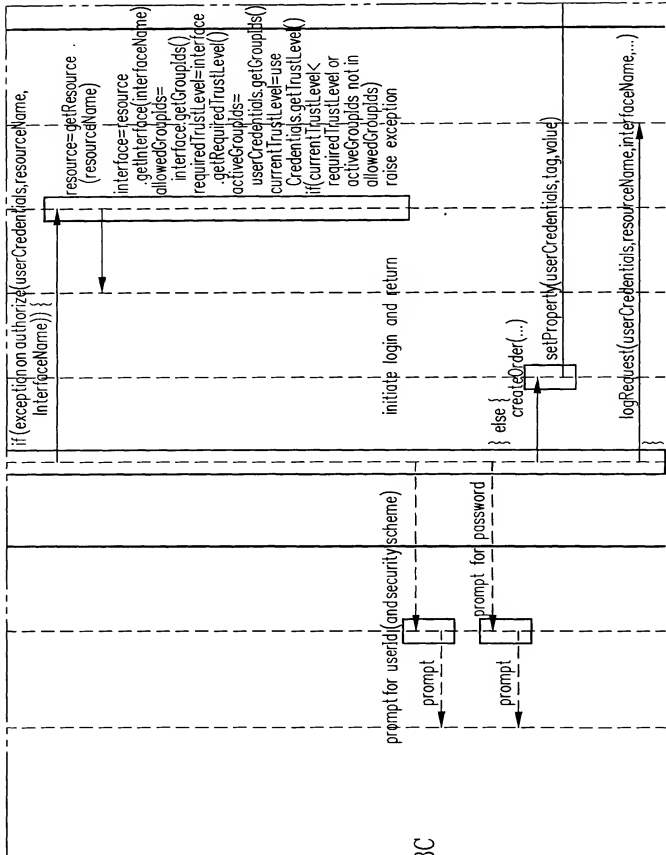 if(exception on authorize(userCredentials,resourceName,
InterfaceName)) {
resource=getResource .
(resourceName)
interface=resource
.getInterface(interfaceName)
allowedGroupIds=
interface.getGroupIds()
requiredTrustLevel=interface
.getRequiredTrustLevel()
activeGroupIds=
userCredentials.getGroupIds()
currentTrustLevel=use
Credentials.getTrustLevel()
if(currentTrustLevel<
requiredTrustLevel or
activeGroupIds not in
allowedGroupIds)
raise exception
prompt for userId(and security scheme)
initiate login and return
prompt
prompt for password
prompt
} else {
createOrder(...)
setProperty(userCredentials,tag,value)
logRequest(userCredentials,resourceName,interfaceName,...)
}